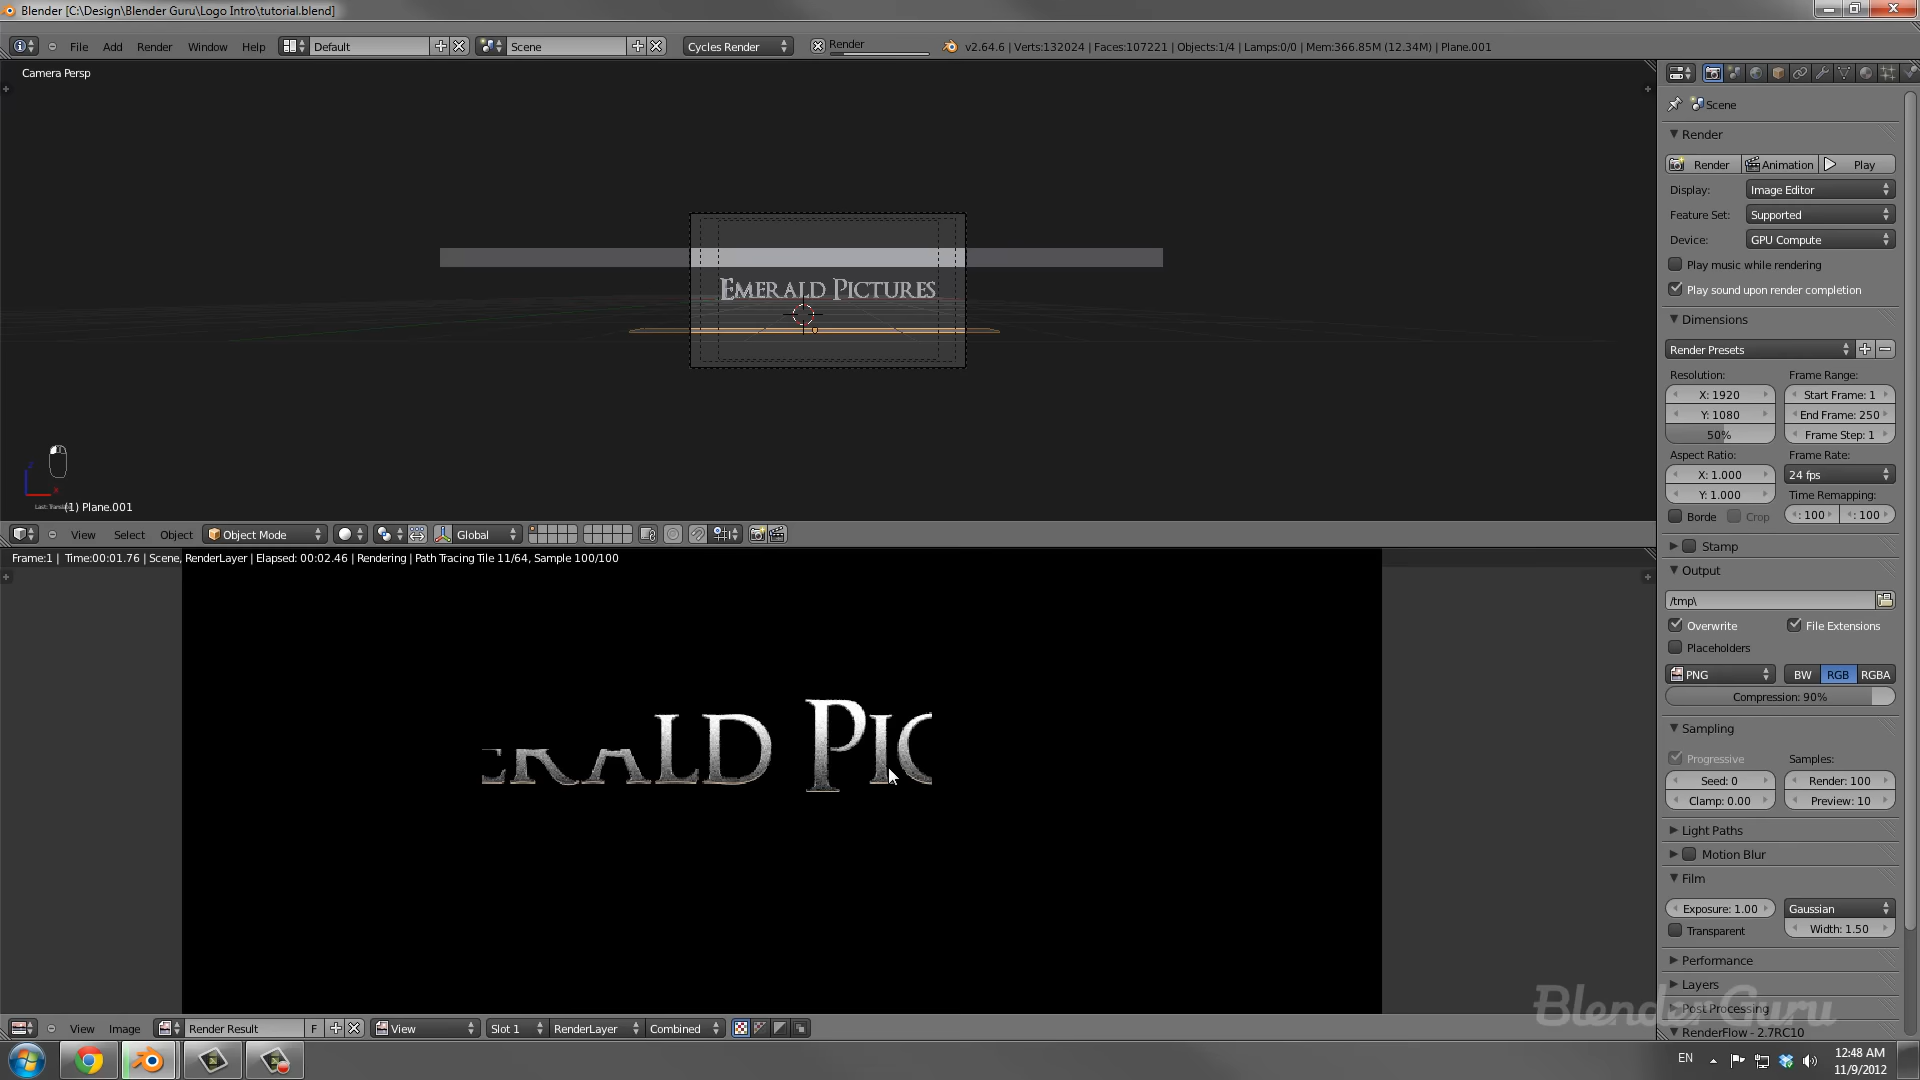 Blender [C:\Design\Blender Guru\Logo Intro\tutorial.blend]
File Add Render Window Help Default Scene Cycles Render Render v2.64.6 | Verts:132024 | Faces:107221 | Objects:1/4 | Lamps:0/0 | Mem:366.85M (12.34M) | Plane.001
Camera Persp
EMERALD PICTURES
(1) Plane.001
View Select Object Object Mode Global
Frame:1 | Time:00:01.76 | Scene, RenderLayer | Elapsed: 00:02.46 | Rendering | Path Tracing Tile 11/64, Sample 100/100
ERALD PIC
View Image Render Result F View Slot 1 RenderLayer Combined
Scene
Render
Render Animation Play
Display: Image Editor
Feature Set: Supported
Device: GPU Compute
Play music while rendering
Play sound upon render completion
Dimensions
Render Presets
Resolution: Frame Range:
X: 1920 Start Frame: 1
Y: 1080 End Frame: 250
50% Frame Step: 1
Aspect Ratio: Frame Rate:
X: 1.000 24 fps
Y: 1.000 Time Remapping:
Borde Crop : 100 : 100
Stamp
Output
/tmp\
Overwrite File Extensions
Placeholders
PNG BW RGB RGBA
Compression: 90%
Sampling
Progressive Samples:
Seed: 0 Render: 100
Clamp: 0.00 Preview: 10
Light Paths
Motion Blur
Film
Exposure: 1.00 Gaussian
Transparent Width: 1.50
Performance
Layers
Post Processing
RenderFlow - 2.7RC10
BlenderGuru
EN 12:48 AM
11/9/2012